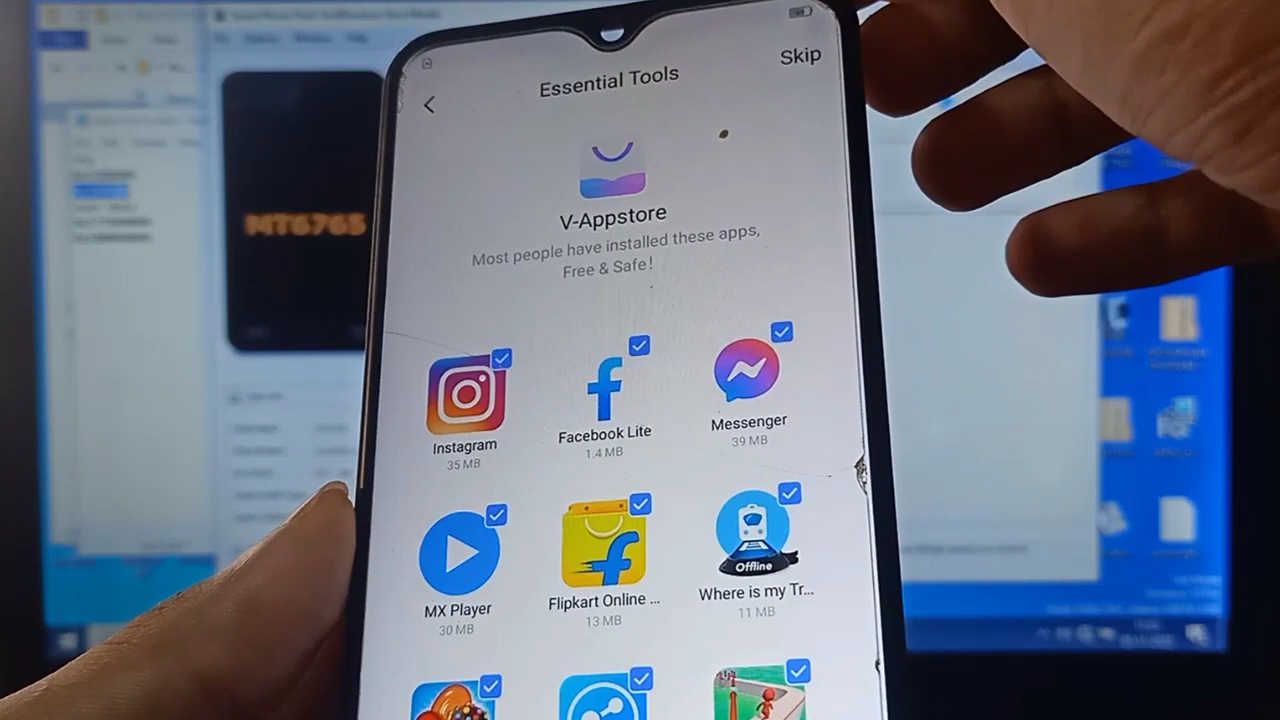 Skip
Essential Tools
V-Appstore
Most people have installed these apps,
Free & Safe!
Instagram
35 MB
Facebook Lite
1.4 MB
Messenger
39 MB
MX Player
30 MB
Flipkart Online ...
13 MB
Offline
Where is my Tr...
11 MB
MT6765